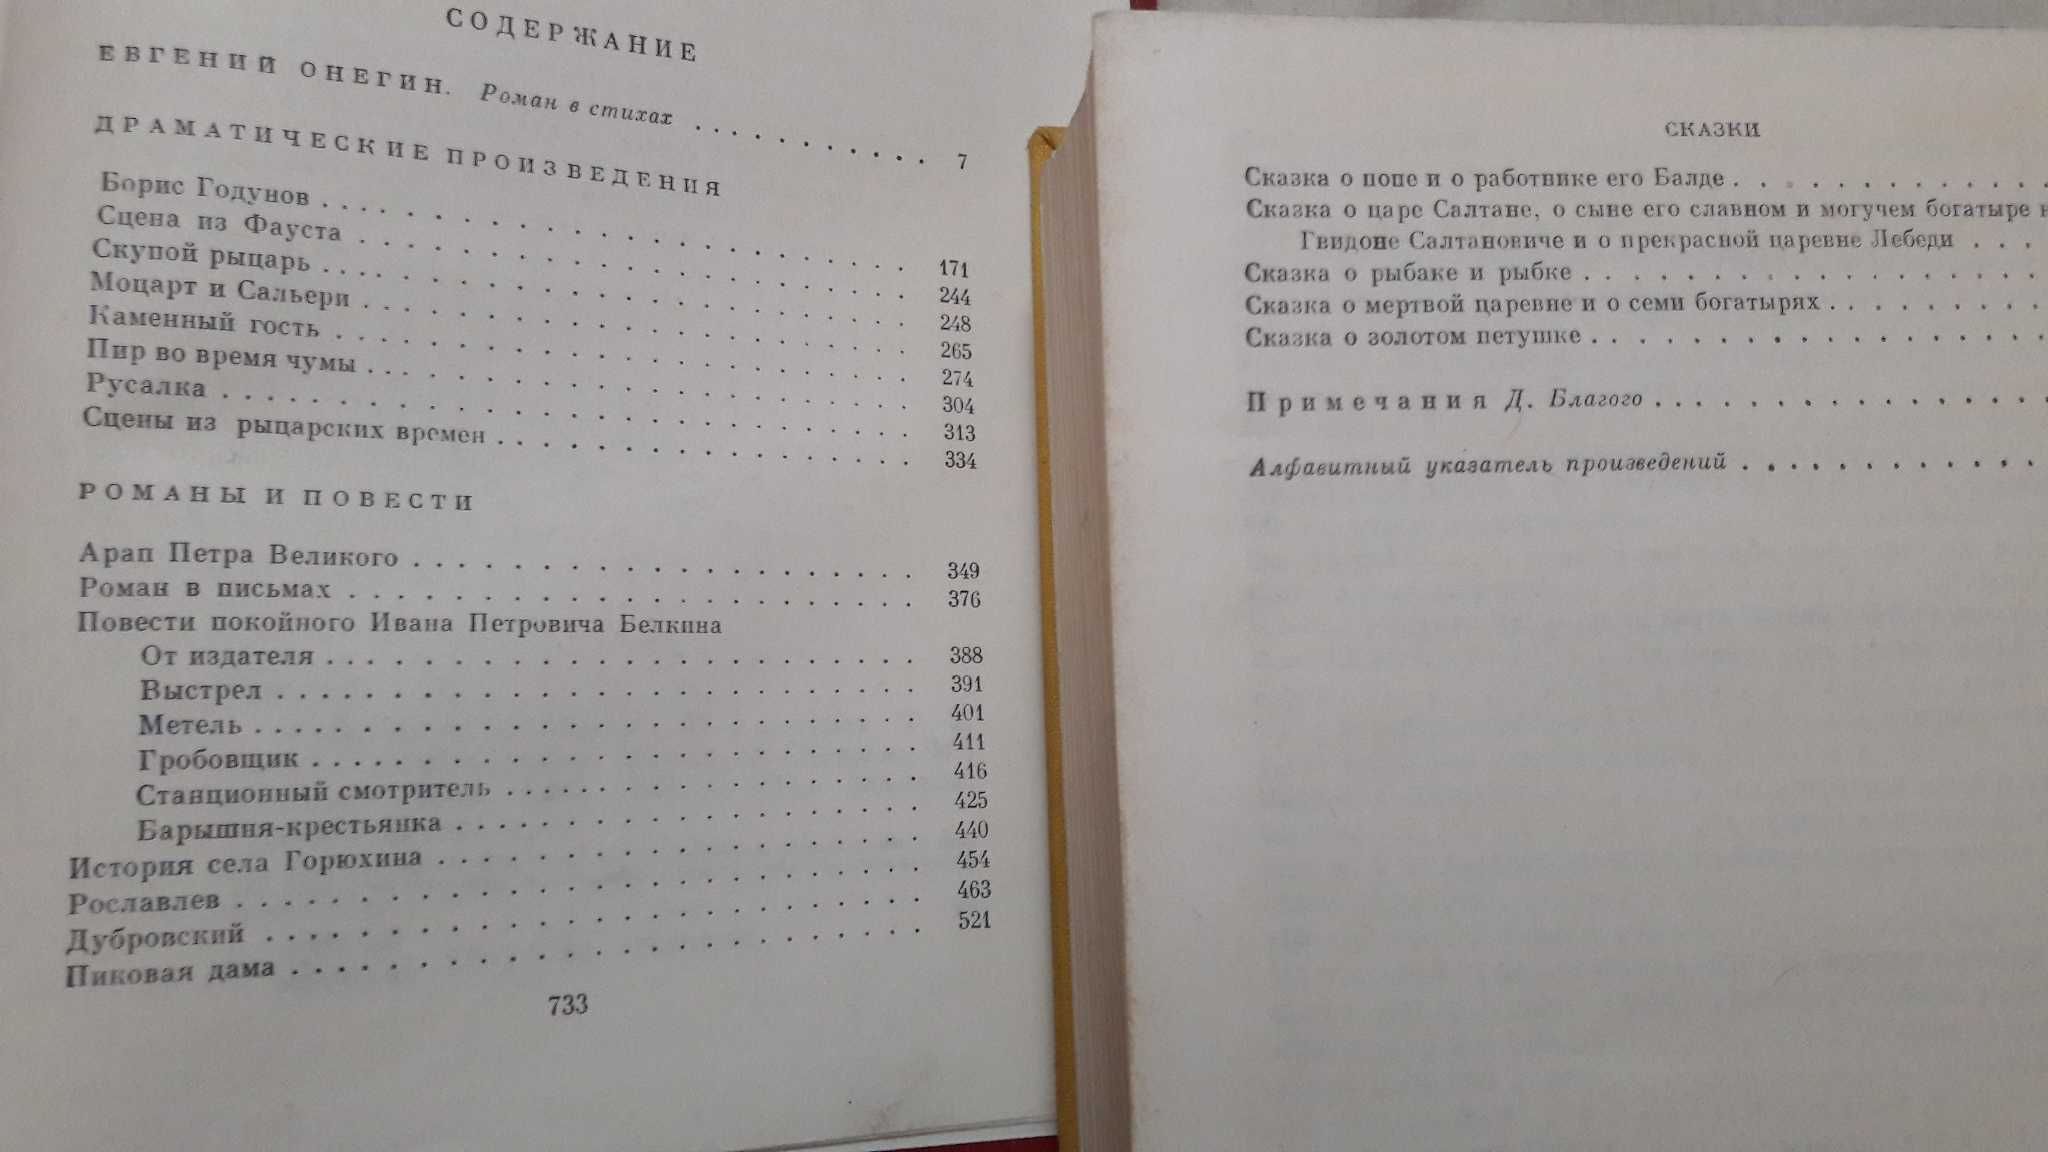 СОДЕРЖАНИЕ
ЕВГЕНИЙ ОНЕГИН. Роман в стихах . . . . . . . . . . . 7
ДРАМАТИЧЕСКИЕ ПРОИЗВЕДЕНИЯ
Борис Годунов . . . . . . . . . . . 171
Сцена из Фауста . . . . . . . . . . . 244
Скупой рыцарь . . . . . . . . . . . 248
Моцарт и Сальери . . . . . . . . . . . 265
Каменный гость . . . . . . . . . . . 274
Пир во время чумы . . . . . . . . . . . 304
Русалка . . . . . . . . . . . 313
Сцены из рыцарских времен . . . . . . . . . . . 334
РОМАНЫ И ПОВЕСТИ
Арап Петра Великого . . . . . . . . . . . 349
Роман в письмах . . . . . . . . . . . 376
Повести покойного Ивана Петровича Белкина
От издателя . . . . . . . . . . . 388
Выстрел . . . . . . . . . . . 391
Метель . . . . . . . . . . . 401
Гробовщик . . . . . . . . . . . 411
Станционный смотритель . . . . . . . . . . . 416
Барышня-крестьянка . . . . . . . . . . . 425
История села Горюхина . . . . . . . . . . . 440
Рославлев . . . . . . . . . . . 454
Дубровский . . . . . . . . . . . 463
Пиковая дама . . . . . . . . . . . 521
733
СКАЗКИ
Сказка о попе и о работнике его Балде . . . . . . . . . . .
Сказка о царе Салтане, о сыне его славном и могучем богатыре
Гвидоне Салтановиче и о прекрасной царевне Лебеди . . .
Сказка о рыбаке и рыбке . . . . . . . . . . .
Сказка о мертвой царевне и о семи богатырях . . . . . . . . .
Сказка о золотом петушке . . . . . . . . . . .
Примечания Д. Благого . . . . . . . . . . .
Алфавитный указатель произведений . . . . . . . . . . .